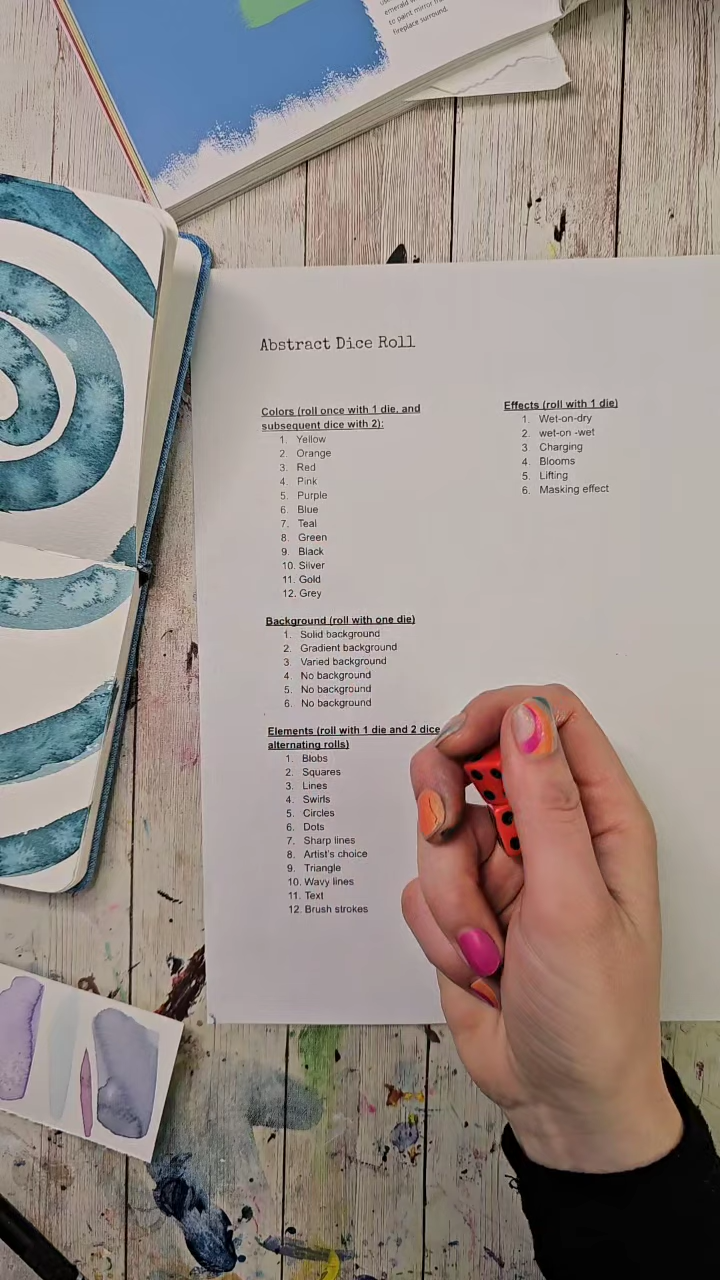 emerald
to paint mirror
fireplace surround.
Abstract Dice Roll
Colors (roll once with 1 die, and
subsequent dice with 2):
1. Yellow
2. Orange
3. Red
4. Pink
5. Purple
6. Blue
7. Teal
8. Green
9. Black
10. Silver
11. Gold
12. Grey
Background (roll with one die)
1. Solid background
2. Gradient background
3. Varied background
4. No background
5. No background
6. No background
Elements (roll with 1 die and 2 dice
alternating rolls)
1. Blobs
2. Squares
3. Lines
4. Swirls
5. Circles
6. Dots
7. Sharp lines
8. Artist's choice
9. Triangle
10. Wavy lines
11. Text
12. Brush strokes
Effects (roll with 1 die)
1. Wet-on-dry
2. wet-on -wet
3 Charging
4. Blooms
5. Lifting
6. Masking effect